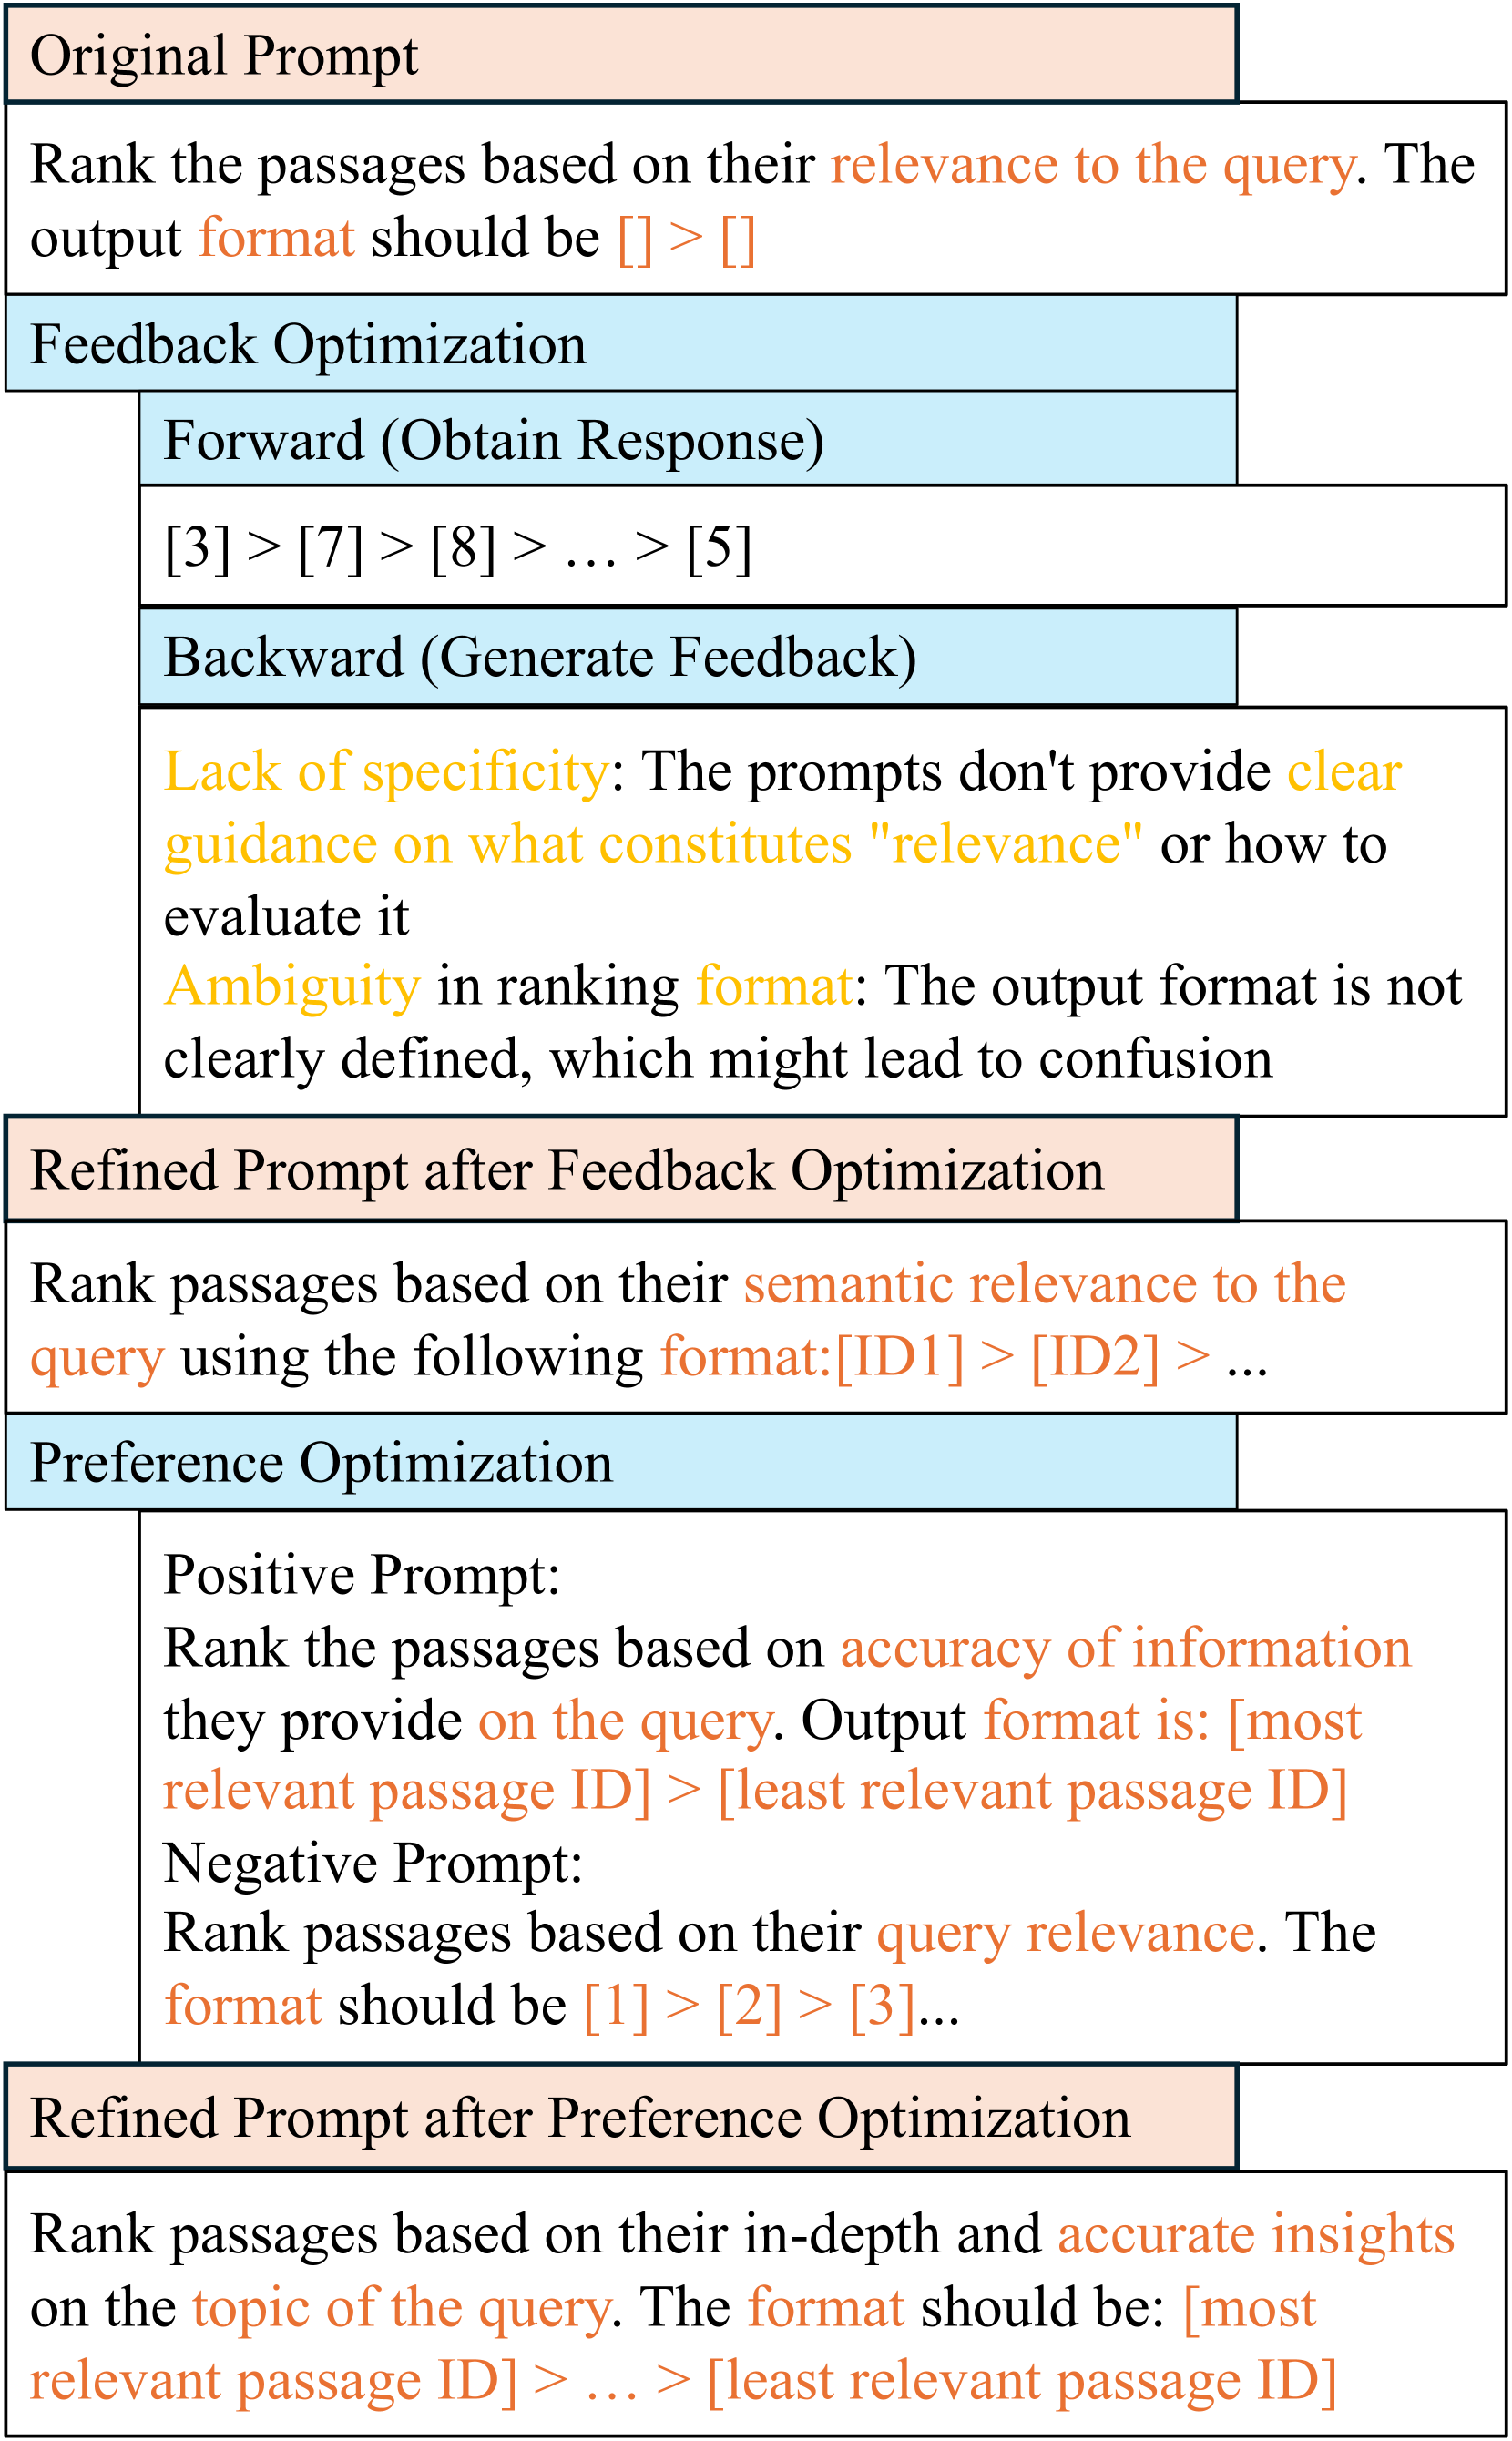 Original Prompt
Rank the passages based on their relevance to the query. The
output format should be [] > []
Feedback Optimization
Forward (Obtain Response)
[3] > [7] > [8] > … > [5]
Backward (Generate Feedback)
Lack of specificity: The prompts don't provide clear
guidance on what constitutes "relevance" or how to
evaluate it
Ambiguity in ranking format: The output format is not
clearly defined, which might lead to confusion
Refined Prompt after Feedback Optimization
Rank passages based on their semantic relevance to the
query using the following format:[ID1] > [ID2] > ...
Preference Optimization
Positive Prompt:
Rank the passages based on accuracy of information
they provide on the query. Output format is: [most
relevant passage ID] > [least relevant passage ID]
Negative Prompt:
Rank passages based on their query relevance. The
format should be [1] > [2] > [3]...
Refined Prompt after Preference Optimization
Rank passages based on their in-depth and accurate insights
on the topic of the query. The format should be: [most
relevant passage ID] > … > [least relevant passage ID]